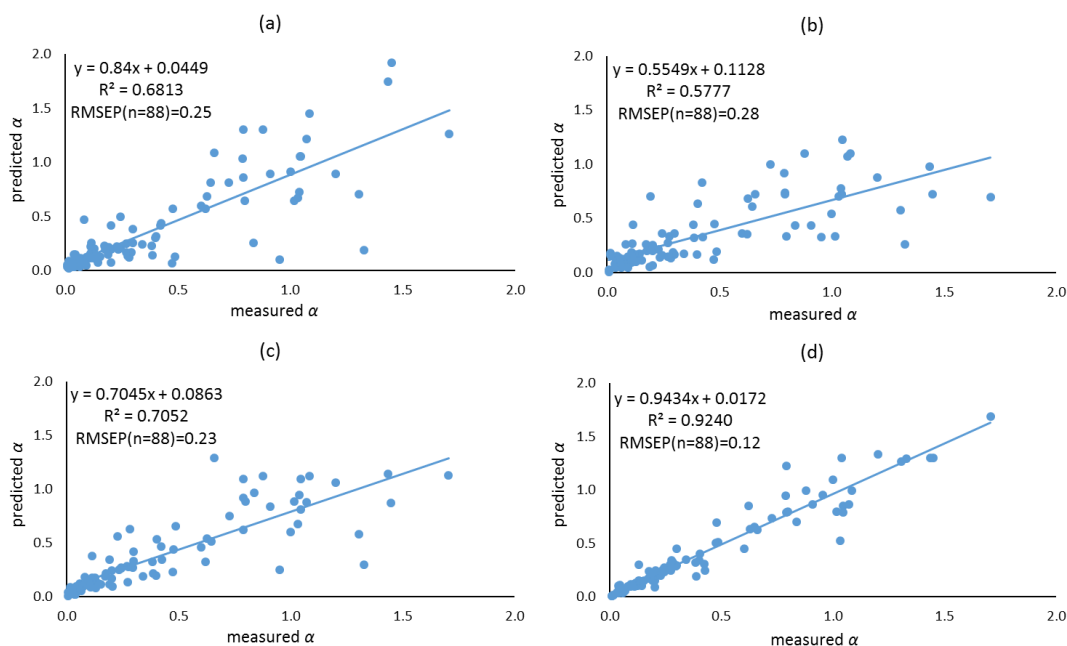 (a)
y = 0.84x + 0.0449
R² = 0.6813
RMSEP(n=88)=0.25
predicted α
2.0
1.5
1.0
0.5
0.0
0.0 0.5 1.0 1.5 2.0
measured α
(b)
y = 0.5549x + 0.1128
R² = 0.5777
RMSEP(n=88)=0.28
predicted α
2.0
1.5
1.0
0.5
0.0
0.0 0.5 1.0 1.5 2.0
measured α
(c)
y = 0.7045x + 0.0863
R² = 0.7052
RMSEP(n=88)=0.23
predicted α
2.0
1.5
1.0
0.5
0.0
0.0 0.5 1.0 1.5 2.0
measured α
(d)
y = 0.9434x + 0.0172
R² = 0.9240
RMSEP(n=88)=0.12
predicted α
2.0
1.5
1.0
0.5
0.0
0.0 0.5 1.0 1.5 2.0
measured α